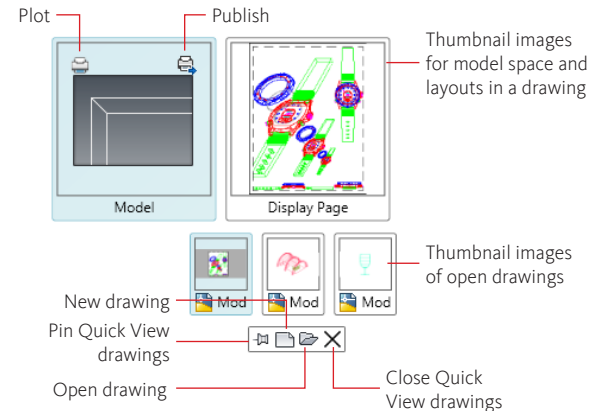 Plot
Publish
Thumbnail images
for model space and
layouts in a drawing
Model
Display Page
Thumbnail images
of open drawings
Mod
Mod
Mod
New drawing
Pin Quick View
drawings
Open drawing
Close Quick
View drawings